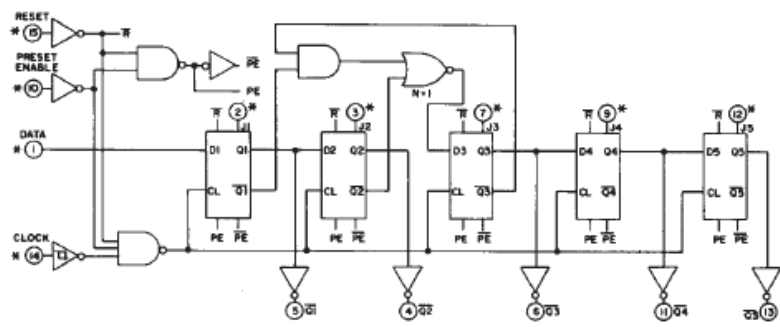 RESET
* 15
R̅
PRESET
ENABLE
* 10
P̅E̅
PE
N+1
DATA
* 1
R̅ 2 * J1
D1 Q1
CL Q̅1̅
PE P̅E̅
R̅ 3 * J2
D2 Q2
CL Q̅2̅
PE P̅E̅
R̅ 7 * J3
D3 Q3
CL Q̅3̅
PE P̅E̅
R̅ 9 * J4
D4 Q4
CL Q̅4̅
PE P̅E̅
R̅ 12 * J5
D5 Q5
CL Q̅5̅
PE P̅E̅
CLOCK
* 14
5 Q̅1̅
4 Q̅2̅
6 Q̅3̅
11 Q̅4̅
Q̅5̅ 13